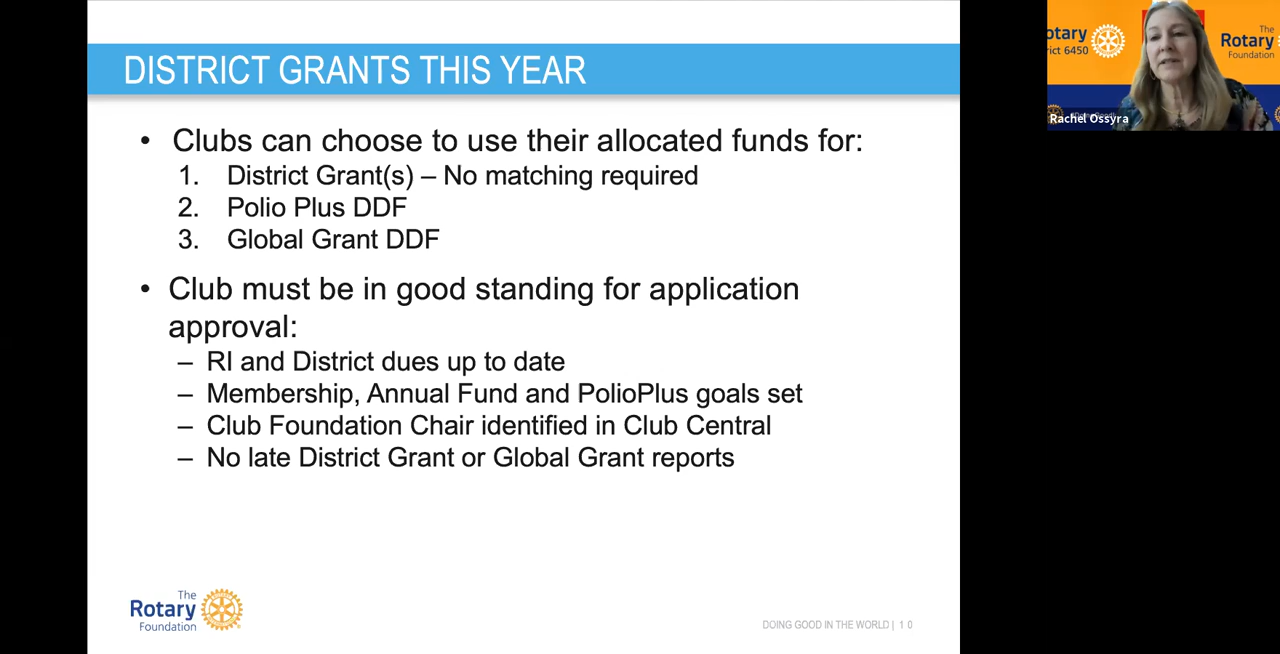 DISTRICT GRANTS THIS YEAR
• Clubs can choose to use their allocated funds for:
1. District Grant(s) – No matching required
2. Polio Plus DDF
3. Global Grant DDF
• Club must be in good standing for application
approval:
– RI and District dues up to date
– Membership, Annual Fund and PolioPlus goals set
– Club Foundation Chair identified in Club Central
– No late District Grant or Global Grant reports
The
Rotary
Foundation
DOING GOOD IN THE WORLD | 10
otary
rict 6450
The
Rotary
Foundation
Rachel Ossyra